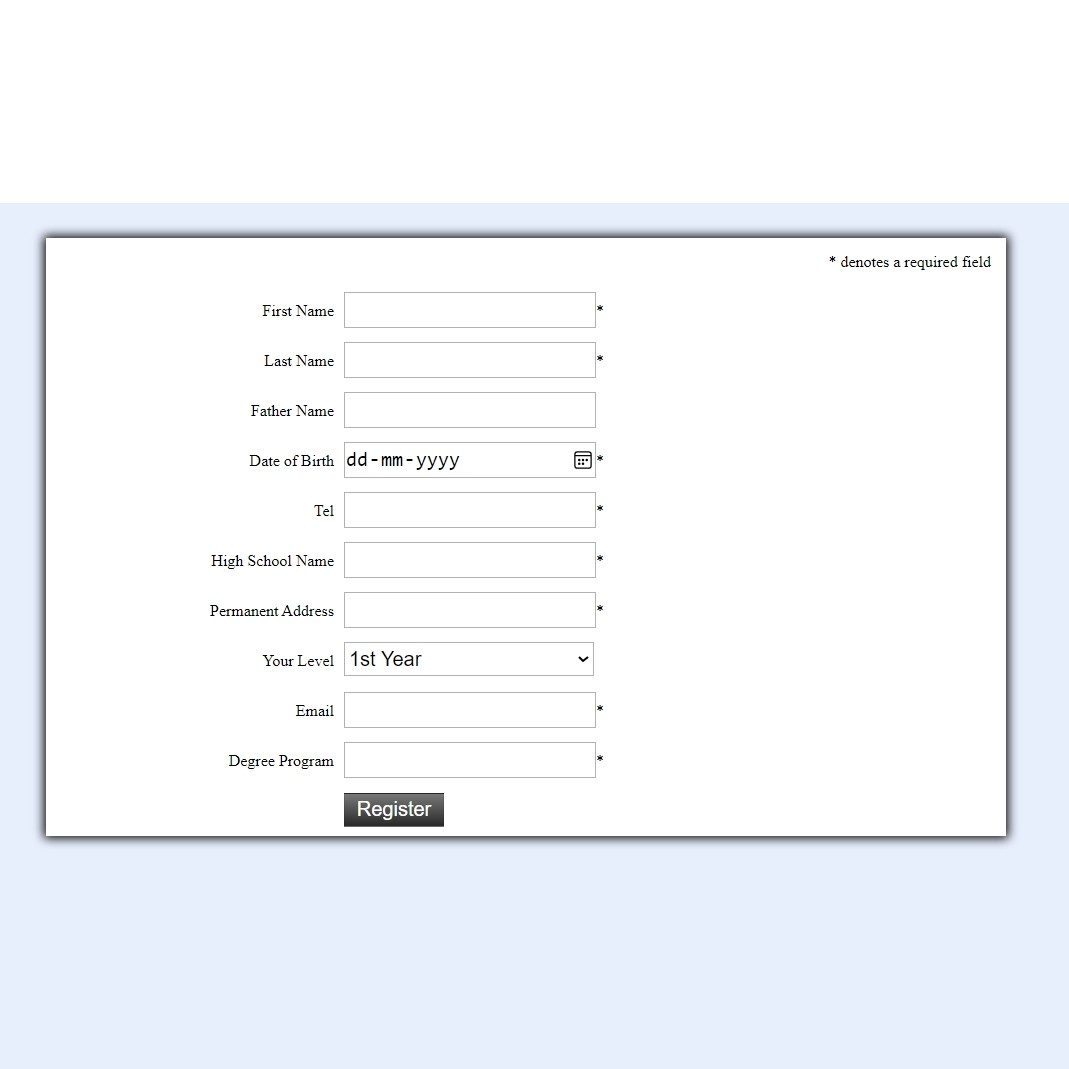 * denotes a required field
First Name *
Last Name *
Father Name
Date of Birth dd-mm-yyyy *
Tel *
High School Name *
Permanent Address *
Your Level 1st Year
Email *
Degree Program *
Register